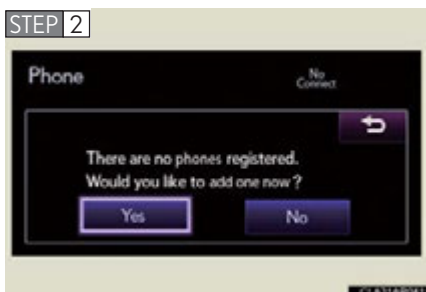 STEP 2
Phone
No
Connect
There are no phones registered.
Would you like to add one now ?
Yes
No